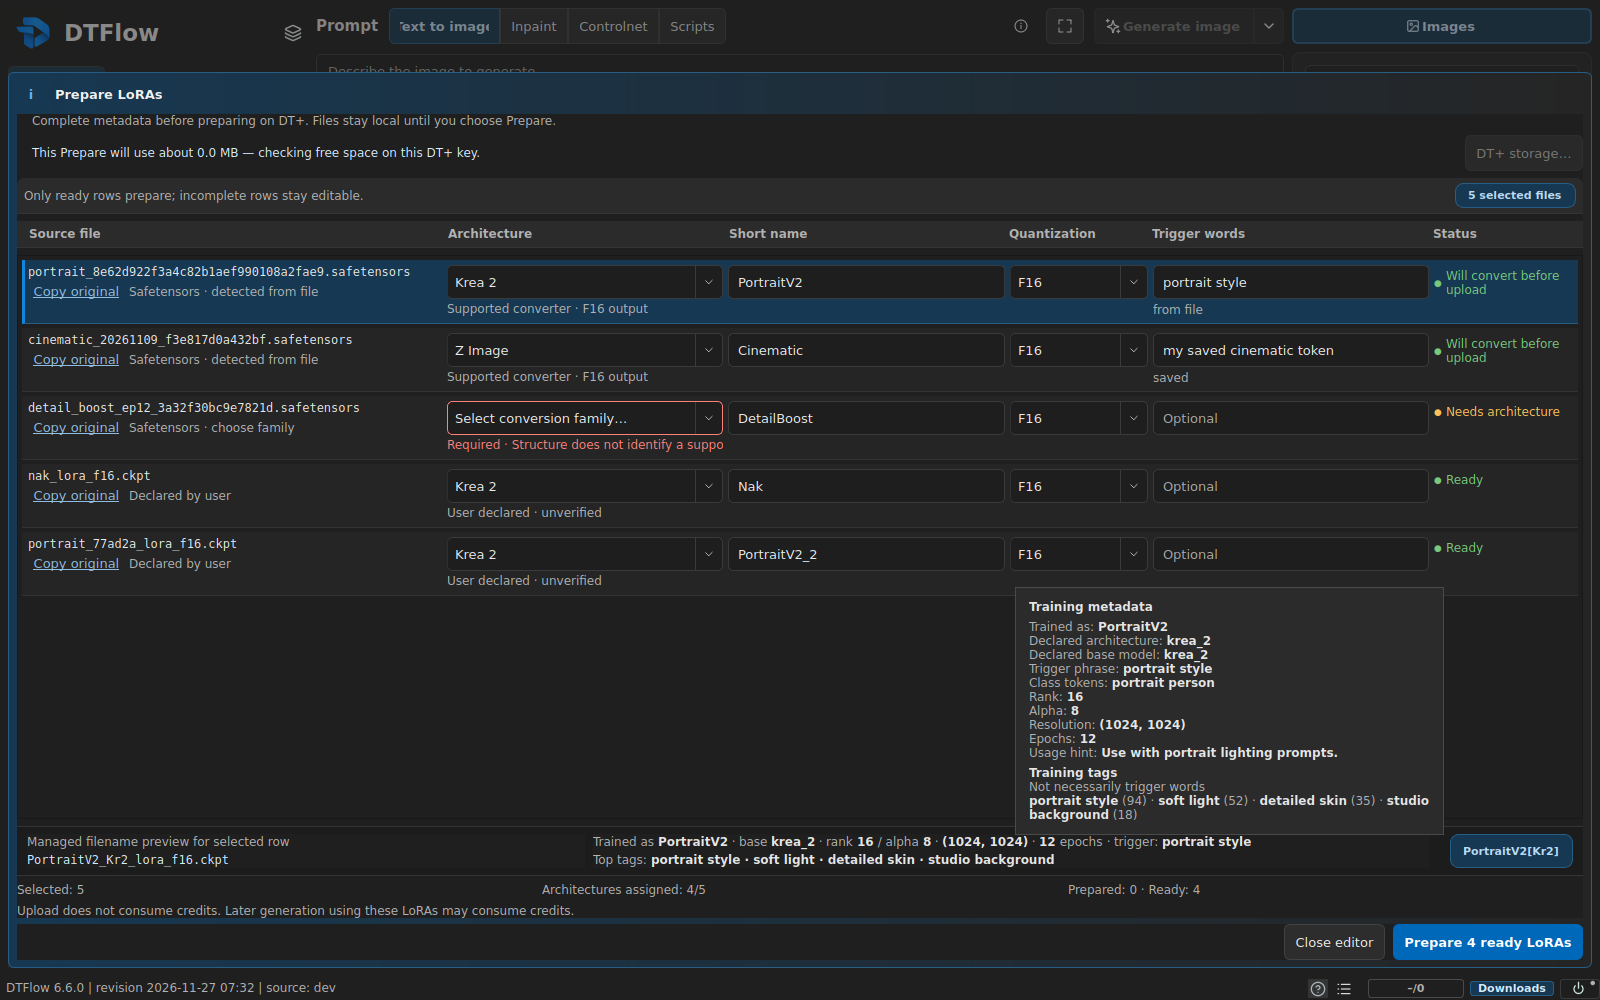 DTFlow
Prompt
Text to image
Inpaint
Controlnet
Scripts
Generate image
Images
Describe the image to generate
i Prepare LoRAs
Complete metadata before preparing on DT+. Files stay local until you choose Prepare.
This Prepare will use about 0.0 MB — checking free space on this DT+ key.
DT+ storage...
Only ready rows prepare; incomplete rows stay editable.
5 selected files
Source file Architecture Short name Quantization Trigger words Status
portrait_8e62d922f3a4c82b1aef990108a2fae9.safetensors
Copy original Safetensors · detected from file
Krea 2
Supported converter · F16 output
PortraitV2
F16
portrait style
from file
Will convert before
upload
cinematic_20261109_f3e817d0a432bf.safetensors
Copy original Safetensors · detected from file
Z Image
Supported converter · F16 output
Cinematic
F16
my saved cinematic token
saved
Will convert before
upload
detail_boost_ep12_3a32f30bc9e7821d.safetensors
Copy original Safetensors · choose family
Select conversion family...
Required · Structure does not identify a suppo
DetailBoost
F16
Optional
Needs architecture
nak_lora_f16.ckpt
Copy original Declared by user
Krea 2
User declared · unverified
Nak
F16
Optional
Ready
portrait_77ad2a_lora_f16.ckpt
Copy original Declared by user
Krea 2
User declared · unverified
PortraitV2_2
F16
Optional
Ready
Training metadata
Trained as: PortraitV2
Declared architecture: krea_2
Declared base model: krea_2
Trigger phrase: portrait style
Class tokens: portrait person
Rank: 16
Alpha: 8
Resolution: (1024, 1024)
Epochs: 12
Usage hint: Use with portrait lighting prompts.
Training tags
Not necessarily trigger words
portrait style (94) · soft light (52) · detailed skin (35) · studio
background (18)
Managed filename preview for selected row
PortraitV2_Kr2_lora_f16.ckpt
Trained as PortraitV2 · base krea_2 · rank 16 / alpha 8 · (1024, 1024) · 12 epochs · trigger: portrait style
Top tags: portrait style · soft light · detailed skin · studio background
PortraitV2[Kr2]
Selected: 5
Architectures assigned: 4/5
Prepared: 0 · Ready: 4
Upload does not consume credits. Later generation using these LoRAs may consume credits.
Close editor
Prepare 4 ready LoRAs
DTFlow 6.6.0 | revision 2026-11-27 07:32 | source: dev
–/0
Downloads